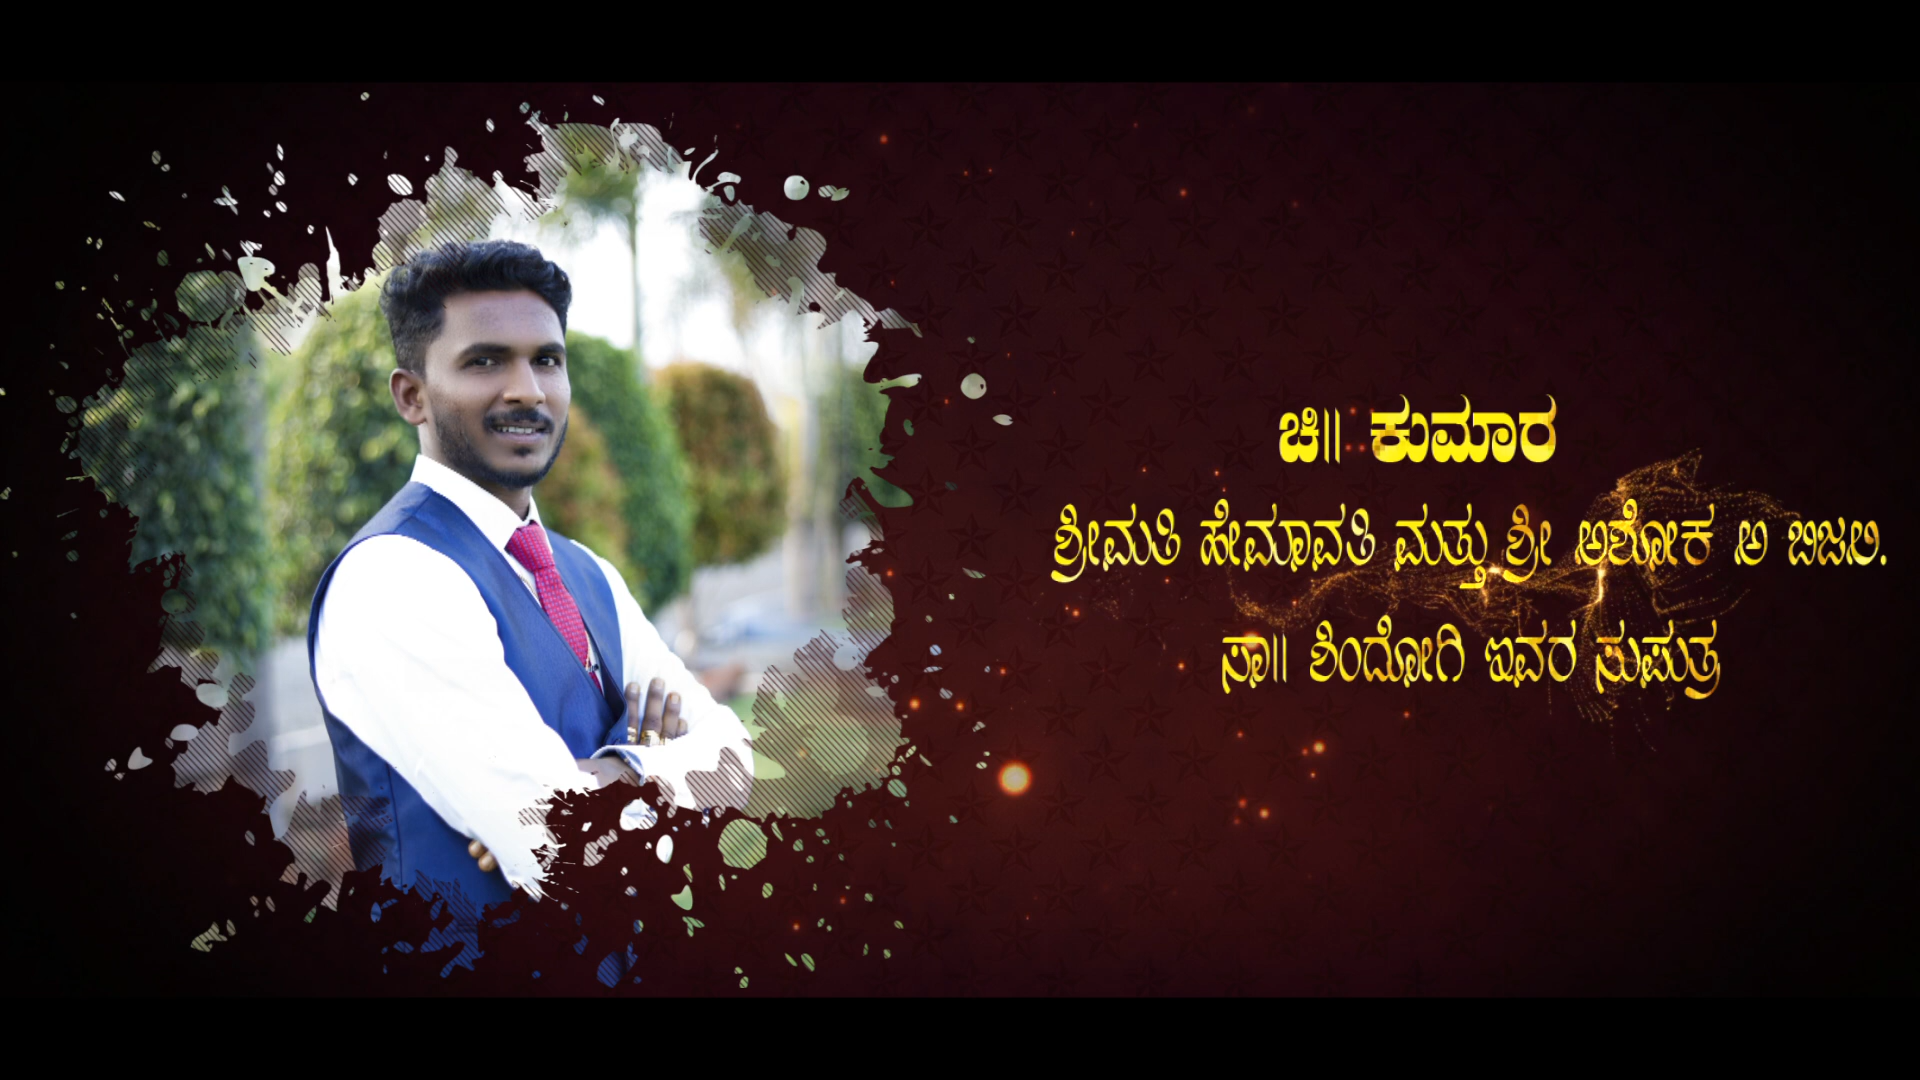 ಚಿ|| ಕುಮಾರ
ಶ್ರೀಮತಿ ಹೇಮಾವತಿ ಮತ್ತು ಶ್ರೀ ಅಶೋಕ ಅ ಬಿಜಲಿ.
ಸಾ|| ಶಿಂದೋಗಿ ಇವರ ಸುಪುತ್ರ